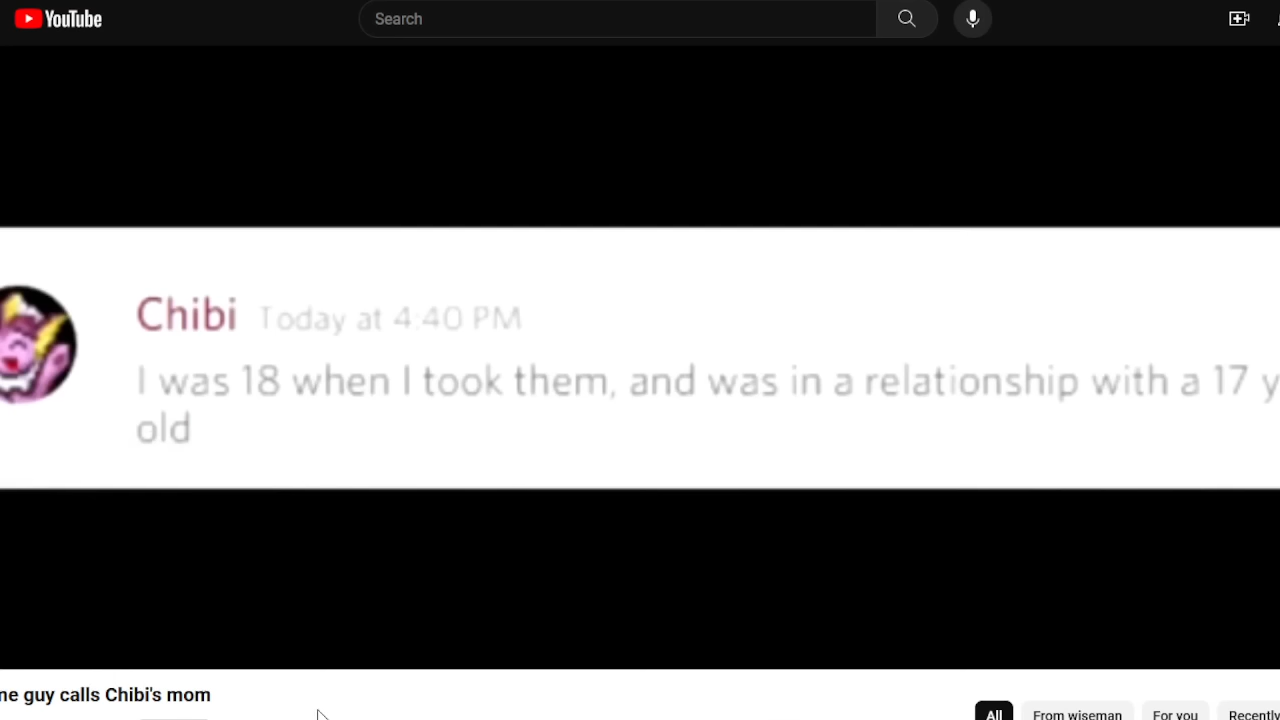 YouTube
Search
Chibi Today at 4:40 PM
I was 18 when I took them, and was in a relationship with a 17 y
old
ne guy calls Chibi's mom
All From wiseman For you Recently